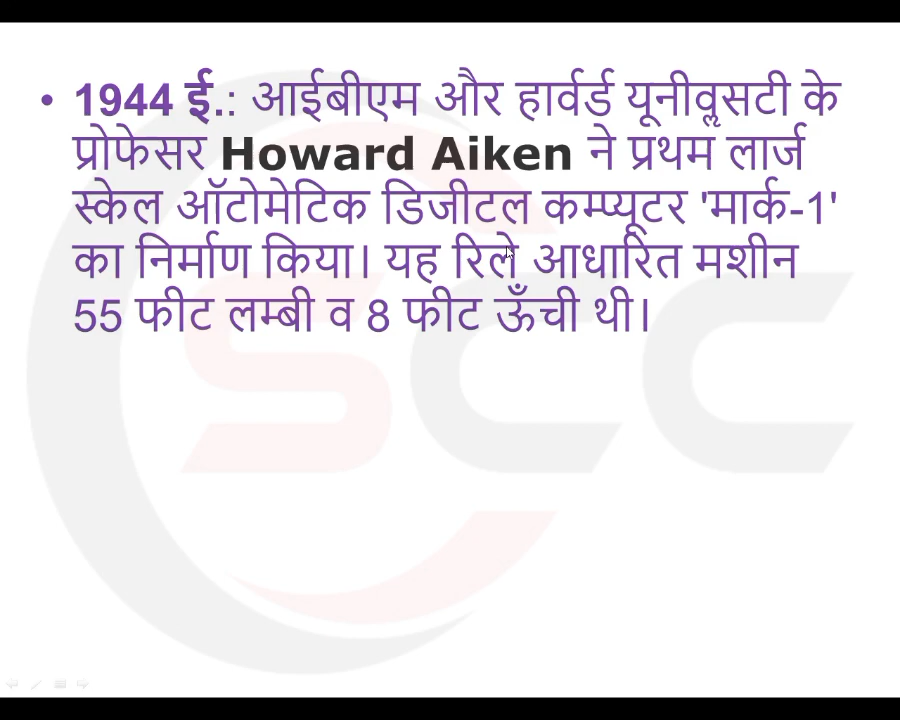 • 1944 ई.: आईबीएम और हार्वर्ड यूनीवॢसटी के
प्रोफेसर Howard Aiken ने प्रथम लार्ज
स्केल ऑटोमेटिक डिजीटल कम्प्यूटर 'मार्क-1'
का निर्माण किया। यह रिले आधारित मशीन
55 फीट लम्बी व 8 फीट ऊँची थी।
SCC